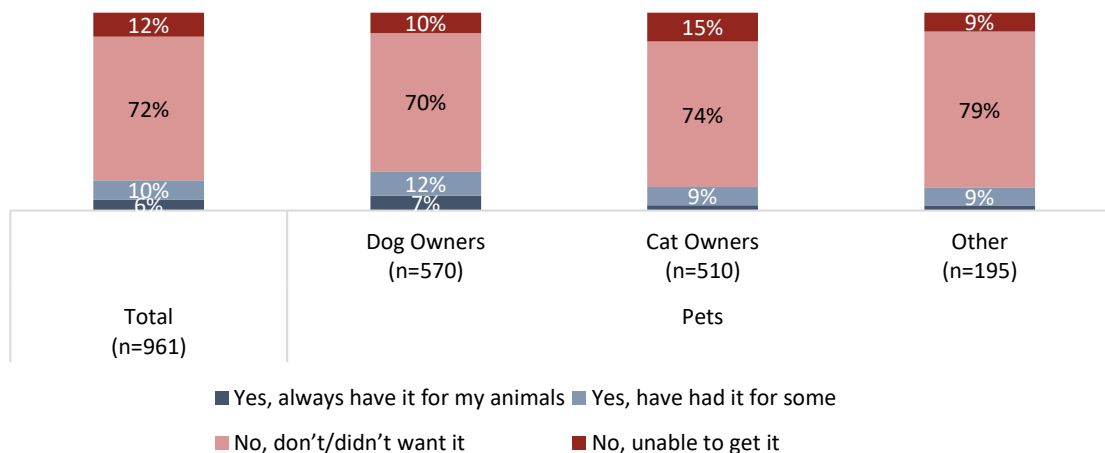 12% 10% 15% 9%
72% 70% 74% 79%
10% 12% 9% 9%
6% 7%
Dog Owners Cat Owners Other
(n=570) (n=510) (n=195)
Total Pets
(n=961)
Yes, always have it for my animals Yes, have had it for some
No, don’t/didn’t want it No, unable to get it